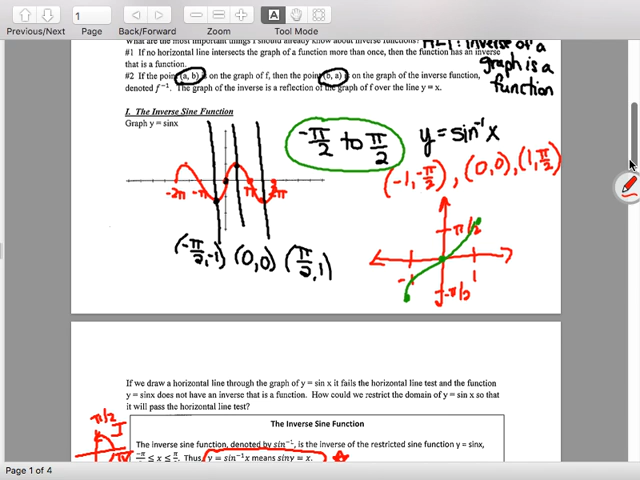 1
A
Previous/Next
Page
Back/Forward
Zoom
Tool Mode
What are the most important things I should already know about inverse functions?
#1 If no horizontal line intersects the graph of a function more than once, then the function has an inverse
that is a function.
#2 If the point (a, b) is on the graph of f, then the point (b, a) is on the graph of the inverse function,
denoted f⁻¹. The graph of the inverse is a reflection of the graph of f over the line y = x.
HLT: inverse of a
graph is a
function
I. The Inverse Sine Function
Graph y = sinx
-π/2 to π/2
y = sin⁻¹x
(-1, -π/2), (0,0), (1, π/2)
-2π -π π 2π
(-π/2, -1) (0,0) (π/2, 1)
π/2
-1 1
-π/2
If we draw a horizontal line through the graph of y = sin x it fails the horizontal line test and the function
y = sinx does not have an inverse that is a function. How could we restrict the domain of y = sin x so that
it will pass the horizontal line test?
π/2
The Inverse Sine Function
The inverse sine function, denoted by sin⁻¹, is the inverse of the restricted sine function y = sinx,
-π/2 ≤ x ≤ π/2 Thus y = sin⁻¹x means siny = x.
Page 1 of 4